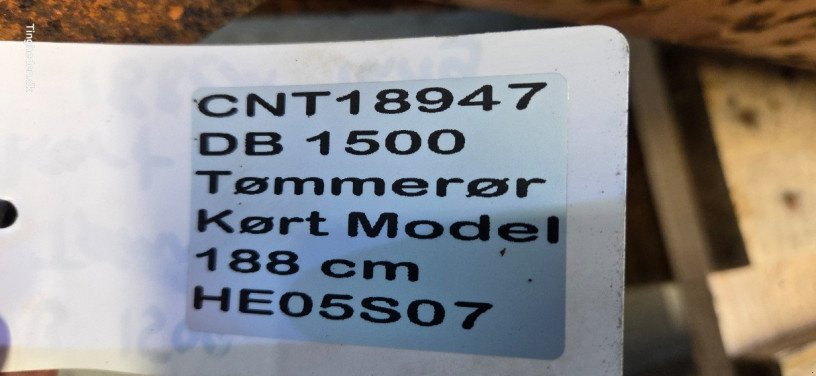 CNT18947
DB 1500
Tømmerør
Kørt Model
188 cm
HE05S07